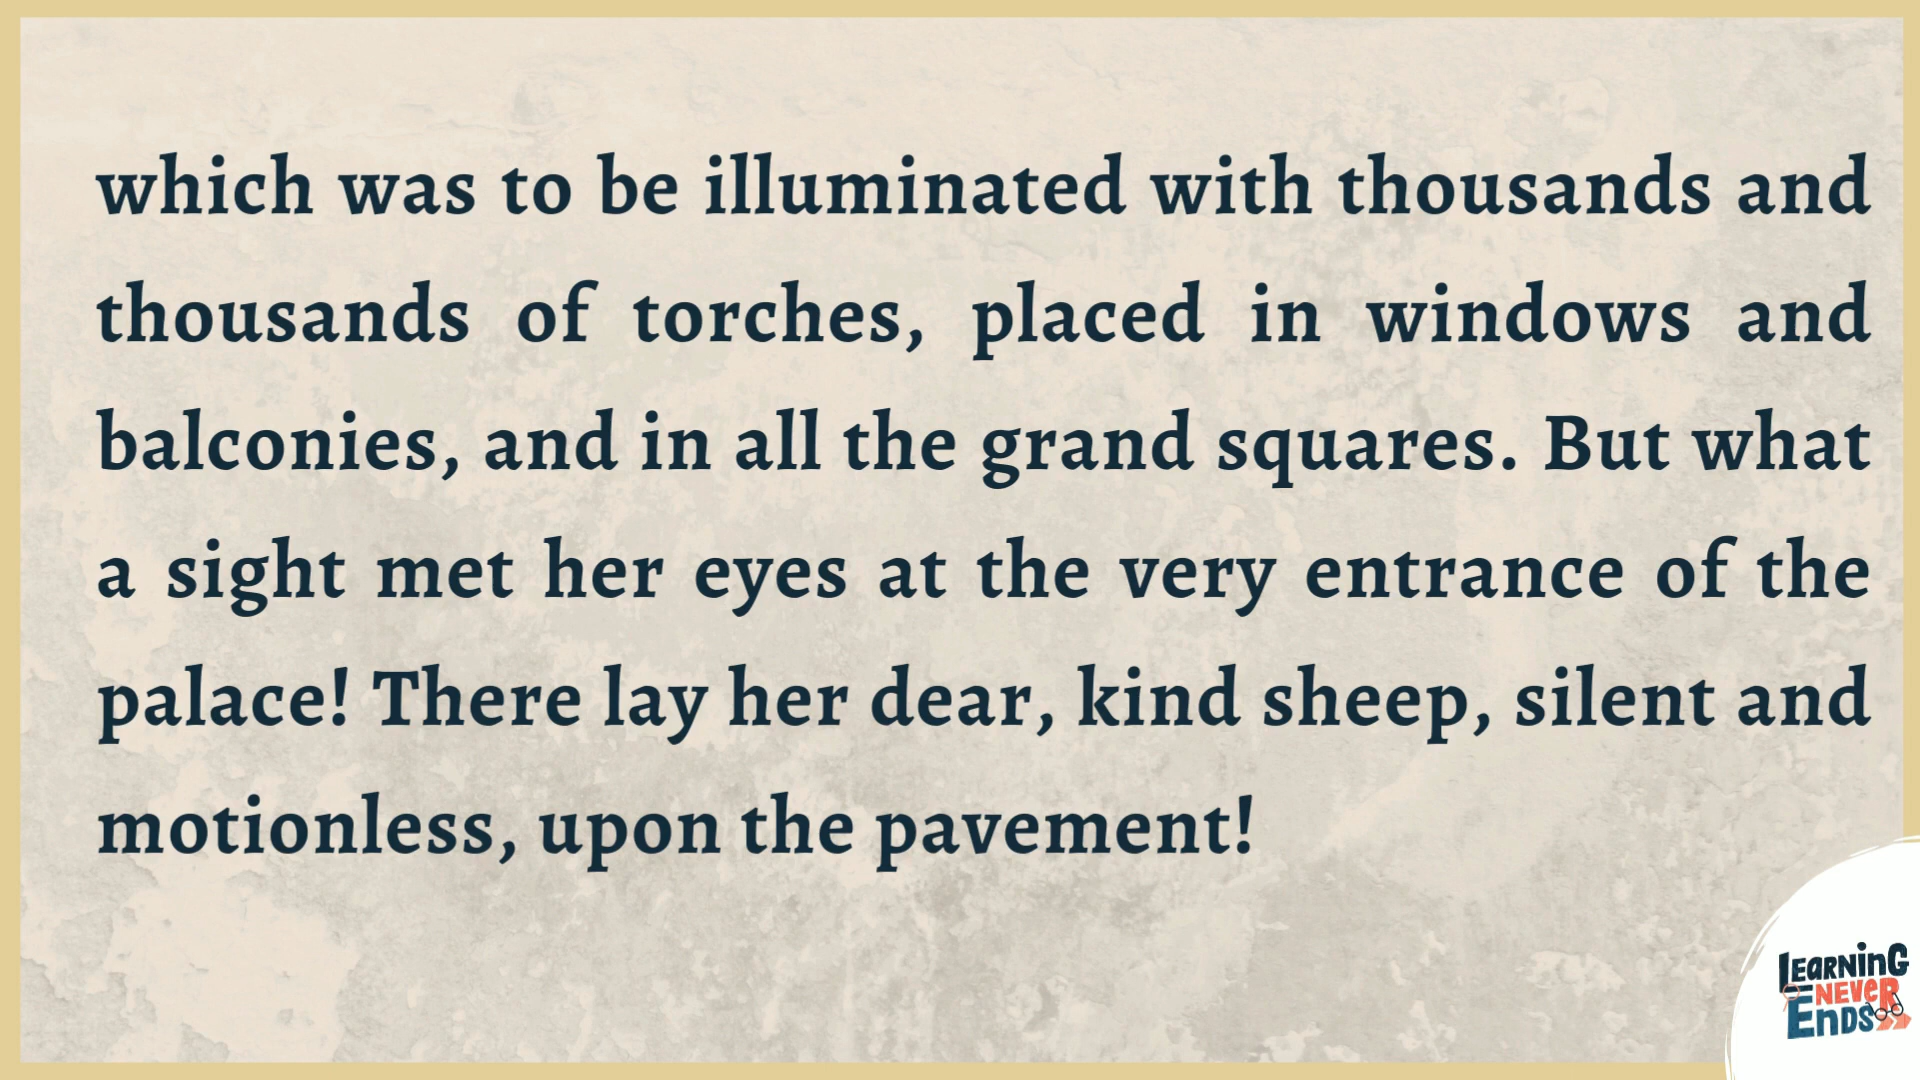 which was to be illuminated with thousands and
thousands of torches, placed in windows and
balconies, and in all the grand squares. But what
a sight met her eyes at the very entrance of the
palace! There lay her dear, kind sheep, silent and
motionless, upon the pavement!
LEARNinG
NEVER
EnDS